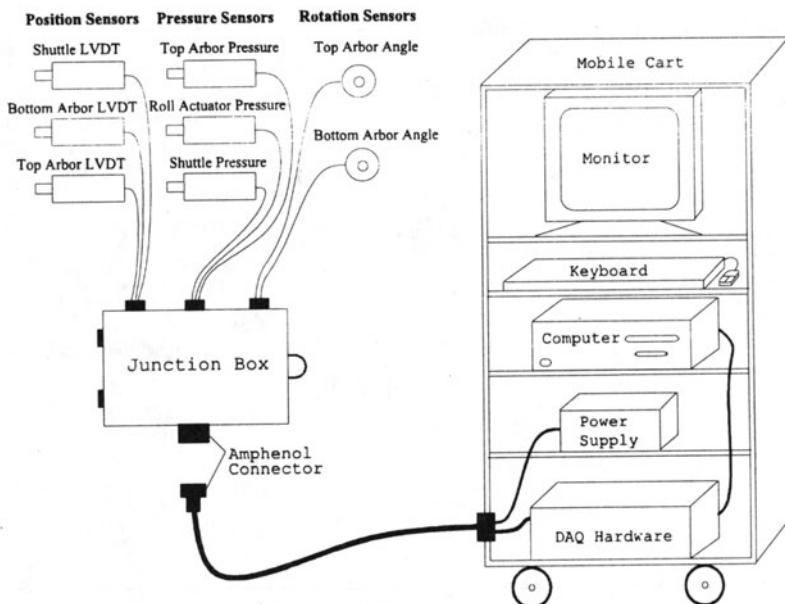 Position Sensors
Pressure Sensors
Rotation Sensors
Shuttle LVDT
Top Arbor Pressure
Top Arbor Angle
Bottom Arbor LVDT
Roll Actuator Pressure
Bottom Arbor Angle
Top Arbor LVDT
Shuttle Pressure
Mobile Cart
Monitor
Keyboard
Computer
Junction Box
Power
Supply
Amphenol
Connector
DAQ Hardware